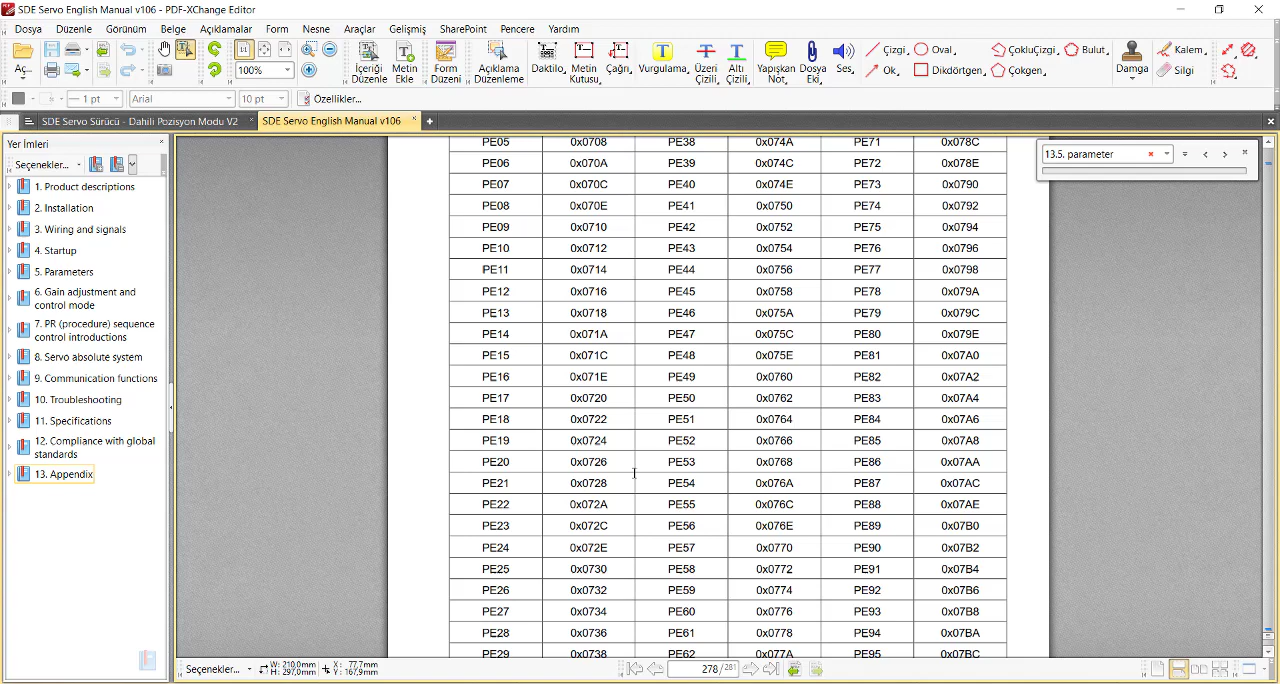 SDE Servo English Manual v106 - PDF-XChange Editor
Dosya Düzenle Görünüm Belge Açıklamalar Form Nesne Araçlar Gelişmiş SharePoint Pencere Yardım
Aç... 100% İçeriği Düzenle Metin Ekle Form Düzeni Açıklama Düzenleme Daktilo, Metin Kutusu, Çağrı, Vurgulama, Üzeri Çizili, Altı Çizili, Yapışkan Not, Dosya Eki, Ses, Çizgi, Ok, Oval, Dikdörtgen, ÇokluÇizgi, Çokgen, Bulut, Damga Kalem, Silgi
1 pt Arial 10 pt Özellikler...
SDE Servo Sürücü - Dahili Pozisyon Modu V2 SDE Servo English Manual v106
Yer İmleri
Seçenekler...
1. Product descriptions
2. Installation
3. Wiring and signals
4. Startup
5. Parameters
6. Gain adjustment and
control mode
7. PR (procedure) sequence
control introductions
8. Servo absolute system
9. Communication functions
10. Troubleshooting
11. Specifications
12. Compliance with global
standards
13. Appendix
13.5. parameter
PE05 0x0708 PE38 0x074A PE71 0x078C
PE06 0x070A PE39 0x074C PE72 0x078E
PE07 0x070C PE40 0x074E PE73 0x0790
PE08 0x070E PE41 0x0750 PE74 0x0792
PE09 0x0710 PE42 0x0752 PE75 0x0794
PE10 0x0712 PE43 0x0754 PE76 0x0796
PE11 0x0714 PE44 0x0756 PE77 0x0798
PE12 0x0716 PE45 0x0758 PE78 0x079A
PE13 0x0718 PE46 0x075A PE79 0x079C
PE14 0x071A PE47 0x075C PE80 0x079E
PE15 0x071C PE48 0x075E PE81 0x07A0
PE16 0x071E PE49 0x0760 PE82 0x07A2
PE17 0x0720 PE50 0x0762 PE83 0x07A4
PE18 0x0722 PE51 0x0764 PE84 0x07A6
PE19 0x0724 PE52 0x0766 PE85 0x07A8
PE20 0x0726 PE53 0x0768 PE86 0x07AA
PE21 0x0728 PE54 0x076A PE87 0x07AC
PE22 0x072A PE55 0x076C PE88 0x07AE
PE23 0x072C PE56 0x076E PE89 0x07B0
PE24 0x072E PE57 0x0770 PE90 0x07B2
PE25 0x0730 PE58 0x0772 PE91 0x07B4
PE26 0x0732 PE59 0x0774 PE92 0x07B6
PE27 0x0734 PE60 0x0776 PE93 0x07B8
PE28 0x0736 PE61 0x0778 PE94 0x07BA
PE29 0x0738 PE62 0x077A PE95 0x07BC
Seçenekler... W: 210,0mm H: 297,0mm X: 77,7mm Y: 167,9mm 278 / 281